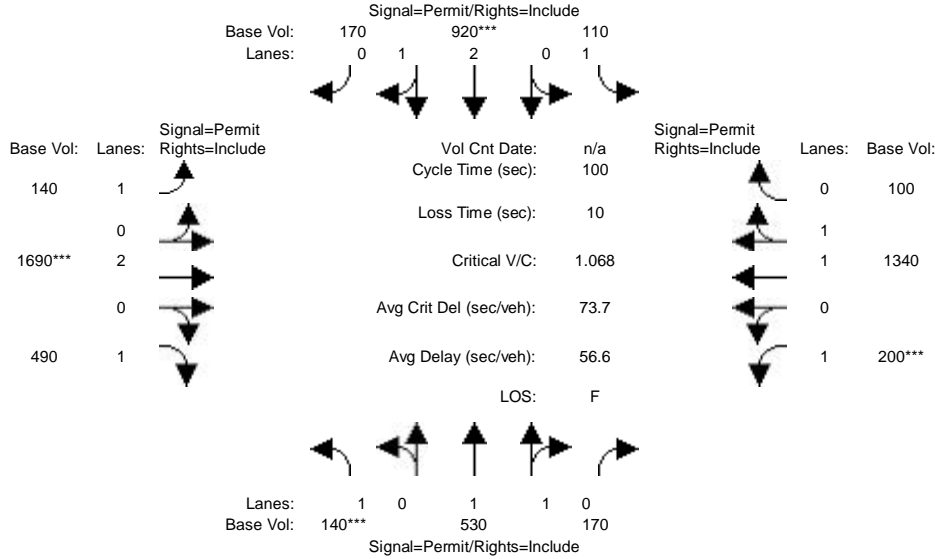 Signal=Permit/Rights=Include
Base Vol: 170 920*** 110
Lanes: 0 1 2 0 1
Signal=Permit
Base Vol: Lanes: Rights=Include
Vol Cnt Date: n/a
Signal=Permit
Rights=Include Lanes: Base Vol:
Cycle Time (sec): 100
140 1
0 100
Loss Time (sec): 10
0
1
1690*** 2
Critical V/C: 1.068
1 1340
0
Avg Crit Del (sec/veh): 73.7
0
490 1
Avg Delay (sec/veh): 56.6
1 200***
LOS: F
Lanes: 1 0 1 1 0
Base Vol: 140*** 530 170
Signal=Permit/Rights=Include